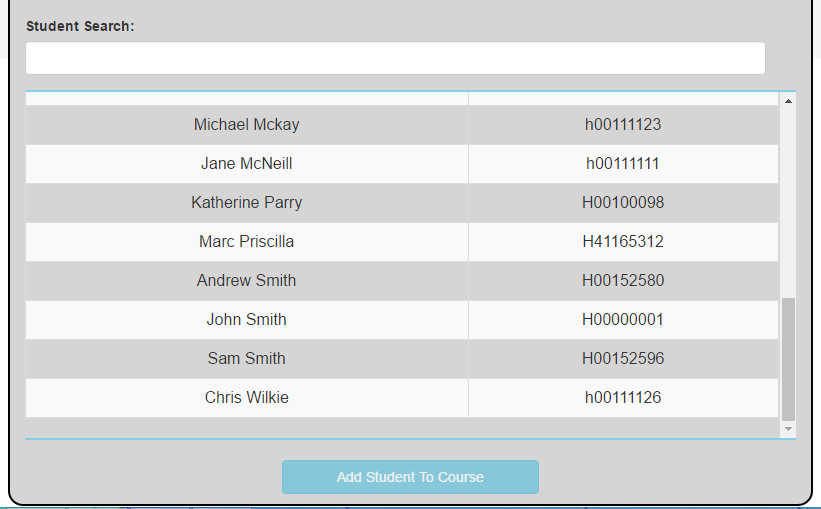 Student Search:
Michael Mckay h00111123
Jane McNeill h00111111
Katherine Parry H00100098
Marc Priscilla H41165312
Andrew Smith H00152580
John Smith H00000001
Sam Smith H00152596
Chris Wilkie h00111126
Add Student To Course